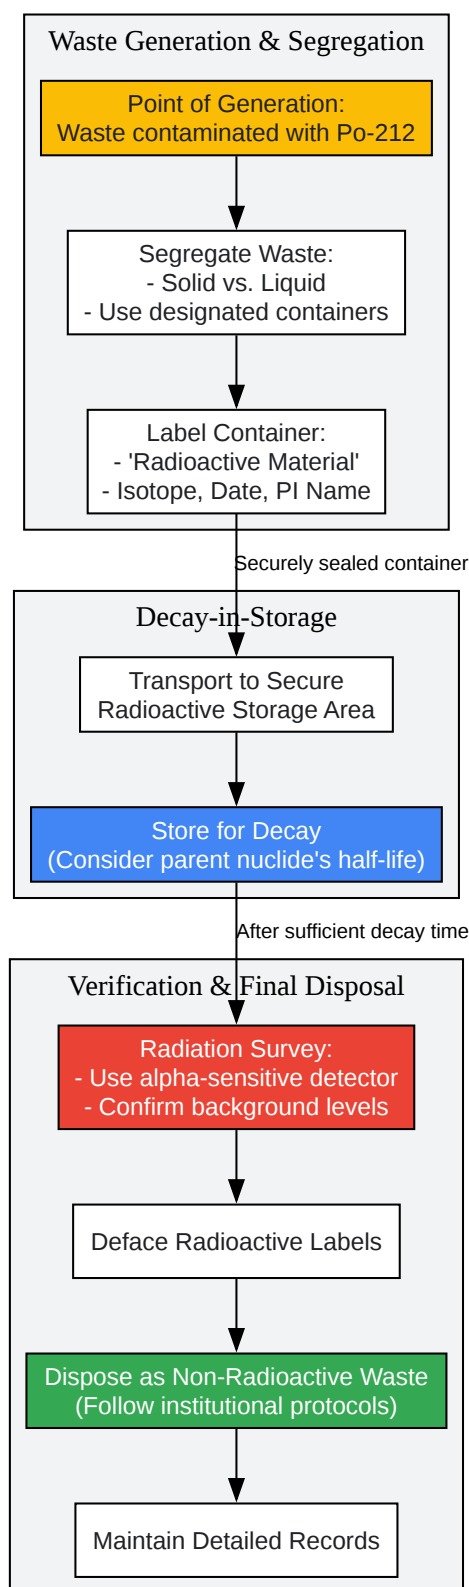 Waste Generation & Segregation
Point of Generation:
Waste contaminated with Po-212
Segregate Waste:
- Solid vs. Liquid
- Use designated containers
Label Container:
- 'Radioactive Material'
- Isotope, Date, PI Name
Securely sealed container
Decay-in-Storage
Transport to Secure
Radioactive Storage Area
Store for Decay
(Consider parent nuclide's half-life)
After sufficient decay time
Verification & Final Disposal
Radiation Survey:
- Use alpha-sensitive detector
- Confirm background levels
Deface Radioactive Labels
Dispose as Non-Radioactive Waste
(Follow institutional protocols)
Maintain Detailed Records